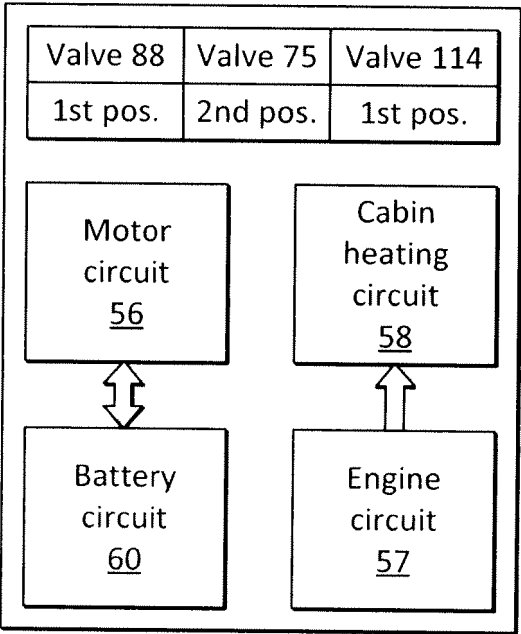 Valve 88 Valve 75 Valve 114
1st pos. 2nd pos. 1st pos.
Motor
circuit
56
Cabin
heating
circuit
58
Battery
circuit
60
Engine
circuit
57